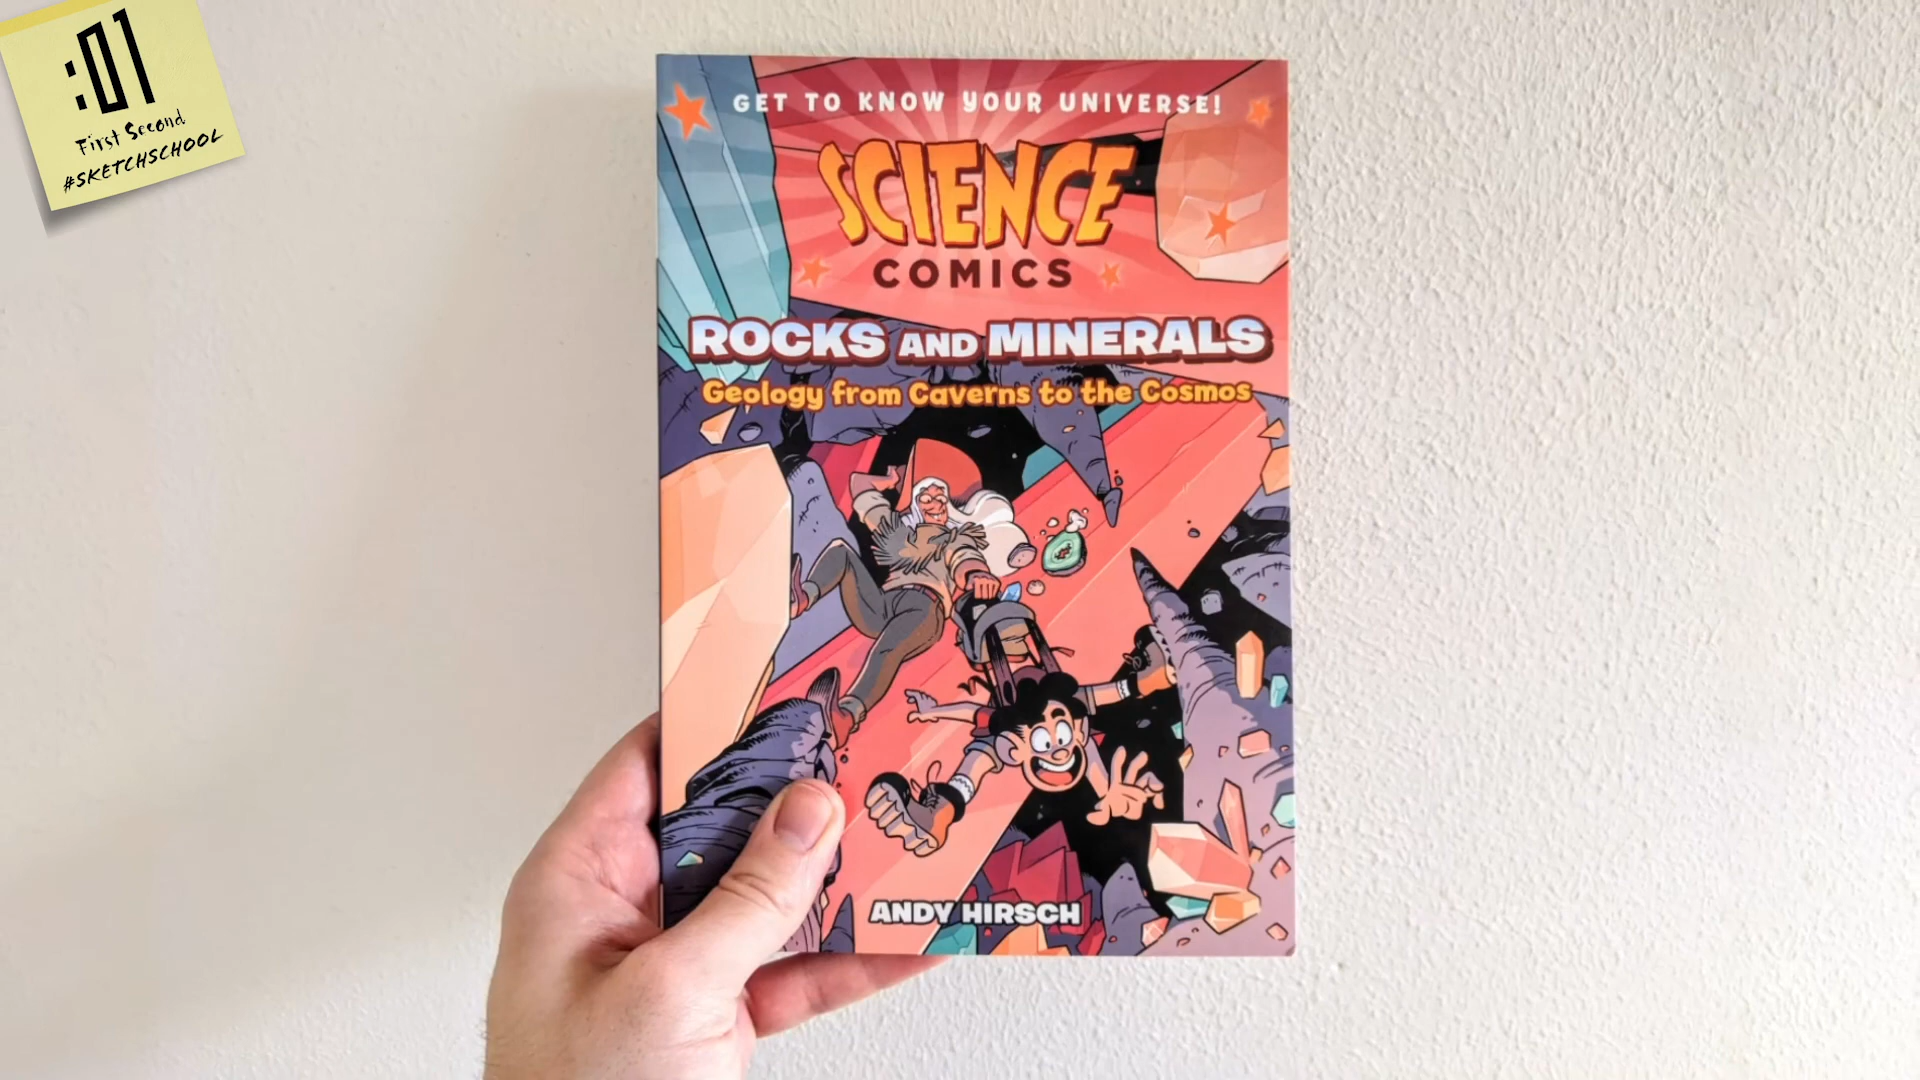 :01
First Second
#SKETCHSCHOOL
GET TO KNOW YOUR UNIVERSE!
SCIENCE
COMICS
ROCKS AND MINERALS
Geology from Caverns to the Cosmos
ANDY HIRSCH